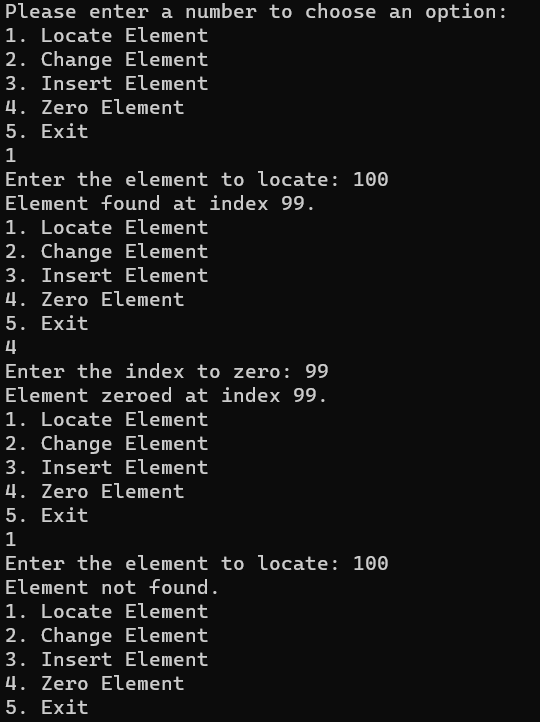 Please enter a number to choose an option:
1. Locate Element
2. Change Element
3. Insert Element
4. Zero Element
5. Exit
1
Enter the element to locate: 100
Element found at index 99.
1. Locate Element
2. Change Element
3. Insert Element
4. Zero Element
5. Exit
4
Enter the index to zero: 99
Element zeroed at index 99.
1. Locate Element
2. Change Element
3. Insert Element
4. Zero Element
5. Exit
1
Enter the element to locate: 100
Element not found.
1. Locate Element
2. Change Element
3. Insert Element
4. Zero Element
5. Exit